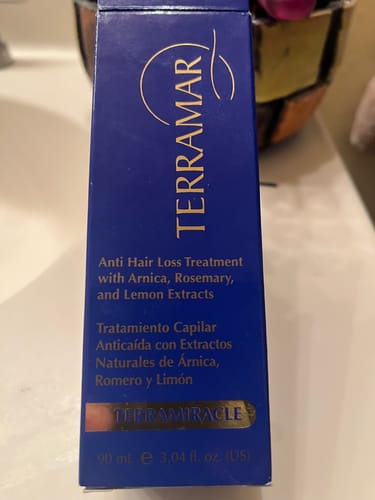 TERRAMAR
Anti Hair Loss Treatment
with Arnica, Rosemary,
and Lemon Extracts
Tratamiento Capilar
Anticaída con Extractos
Naturales de Árnica,
Romero y Limón
TERRAMIRACLE
90 ml ℮ 3.04 fl. oz. (US)